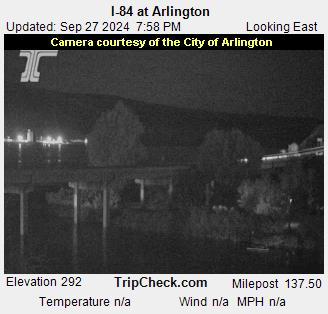 I-84 at Arlington
Updated: Sep 27 2024 7:58 PM Looking East
Camera courtesy of the City of Arlington
Elevation 292 TripCheck.com Milepost 137.50
Temperature n/a Wind n/a MPH n/a